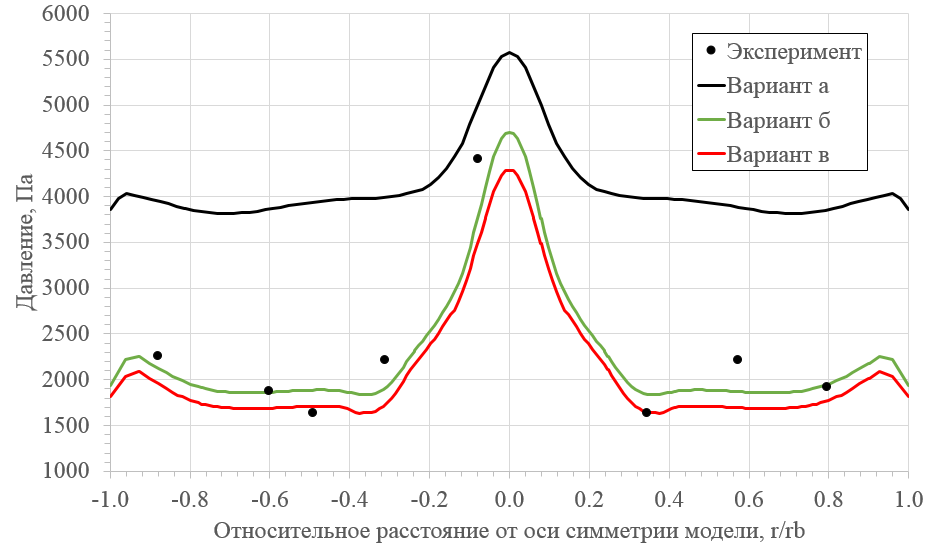 6000
5500
5000
4500
4000
3500
3000
2500
2000
1500
1000
Давление, Па
Эксперимент
Вариант а
Вариант б
Вариант в
-1.0 -0.8 -0.6 -0.4 -0.2 0.0 0.2 0.4 0.6 0.8 1.0
Относительное расстояние от оси симметрии модели, r/rb